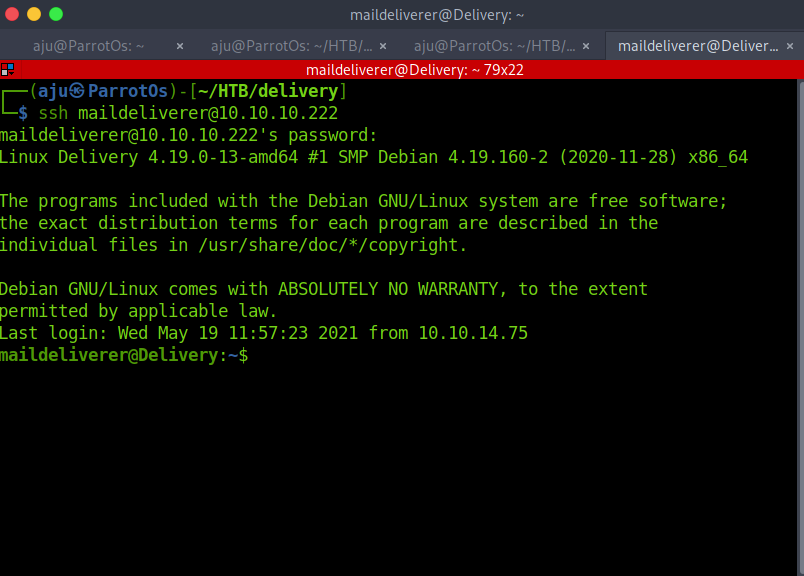 maildeliverer@Delivery: ~
aju@ParrotOs: ~ × aju@ParrotOs: ~/HTB/... × aju@ParrotOs: ~/HTB/... × maildeliverer@Deliver... ×
maildeliverer@Delivery: ~ 79x22
┌──(aju㉿ParrotOs)-[~/HTB/delivery]
└─$ ssh maildeliverer@10.10.10.222
maildeliverer@10.10.10.222's password:
Linux Delivery 4.19.0-13-amd64 #1 SMP Debian 4.19.160-2 (2020-11-28) x86_64
The programs included with the Debian GNU/Linux system are free software;
the exact distribution terms for each program are described in the
individual files in /usr/share/doc/*/copyright.
Debian GNU/Linux comes with ABSOLUTELY NO WARRANTY, to the extent
permitted by applicable law.
Last login: Wed May 19 11:57:23 2021 from 10.10.14.75
maildeliverer@Delivery:~$